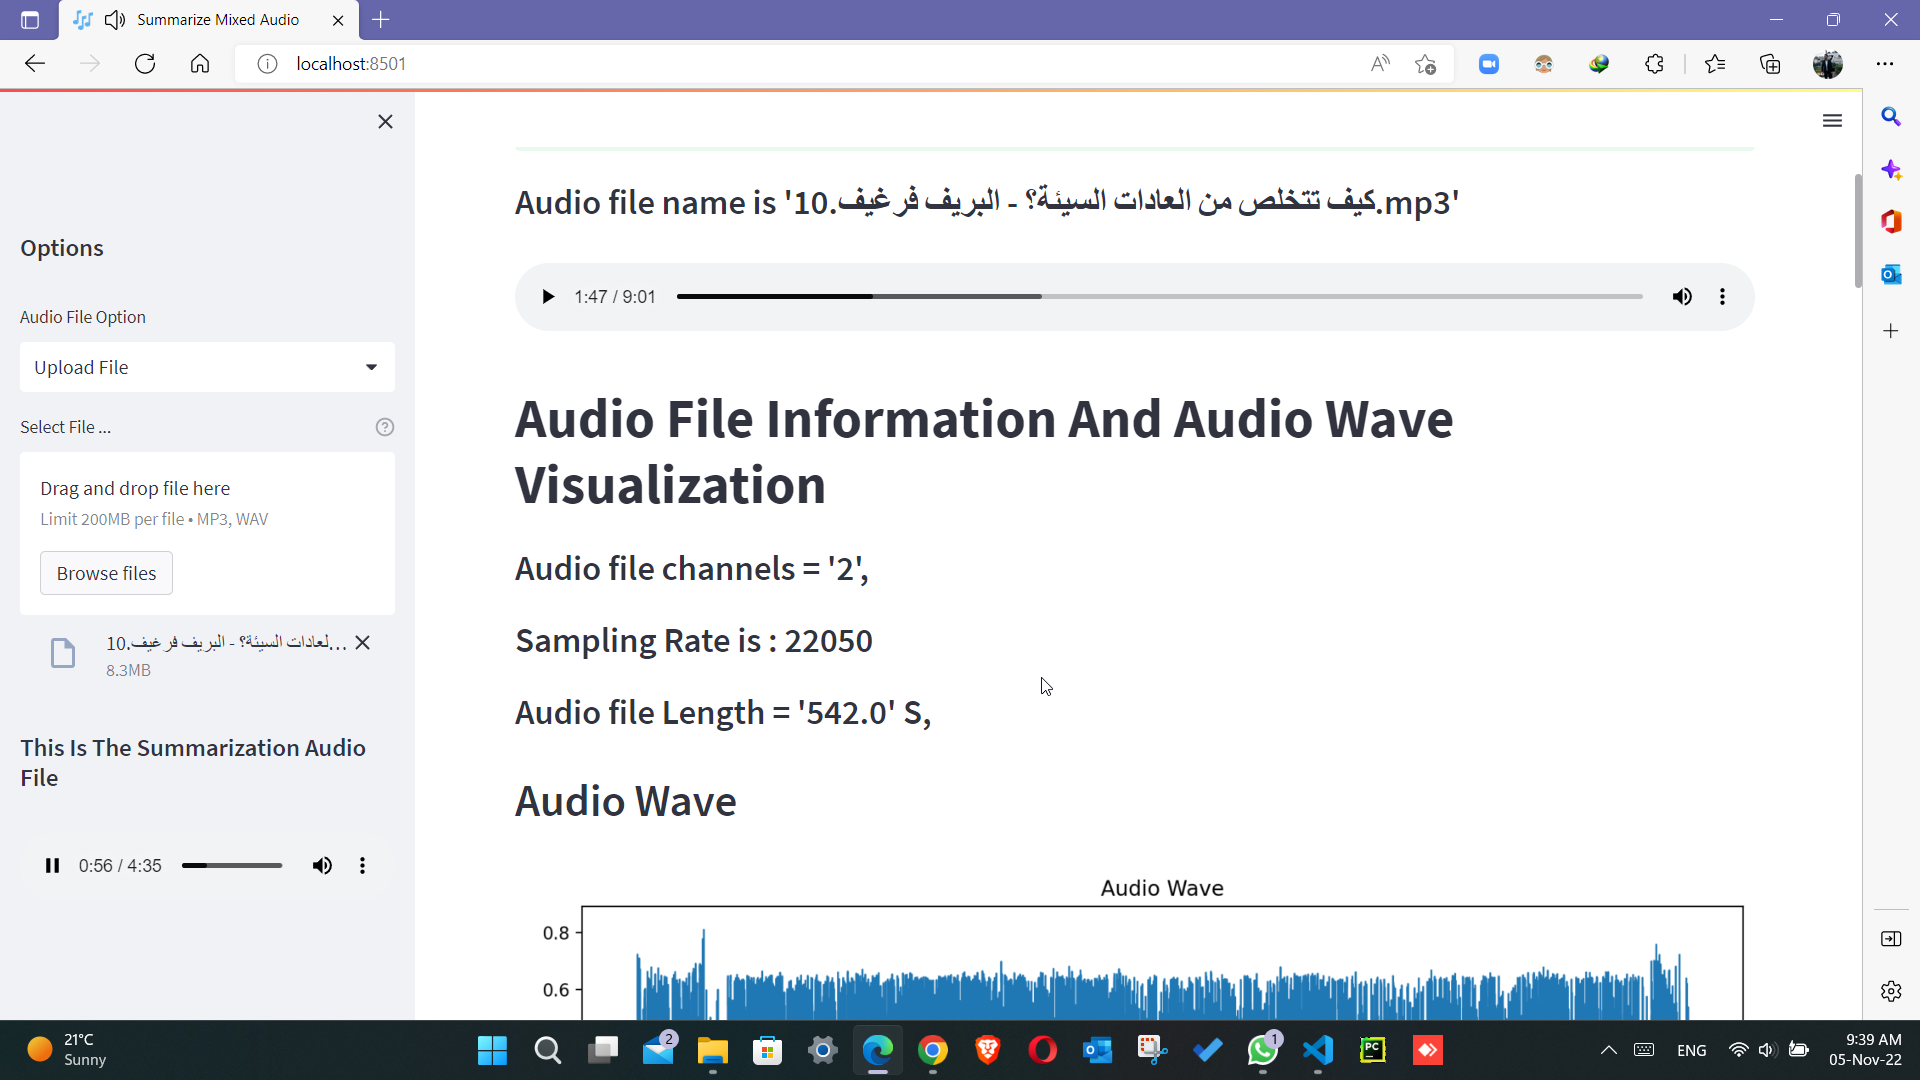 Summarize Mixed Audio
localhost:8501
Options
Audio File Option
Upload File
Select File ...
Drag and drop file here
Limit 200MB per file • MP3, WAV
Browse files
10.لعادات السيئة؟ - البريف فرغيف...
8.3MB
This Is The Summarization Audio
File
0:56 / 4:35
Audio file name is '10.كيف تتخلص من العادات السيئة؟ - البريف فرغيف.mp3'
1:47 / 9:01
Audio File Information And Audio Wave
Visualization
Audio file channels = '2',
Sampling Rate is : 22050
Audio file Length = '542.0' S,
Audio Wave
Audio Wave
0.8
0.6
21°C
Sunny
2
1
PC
ENG
9:39 AM
05-Nov-22